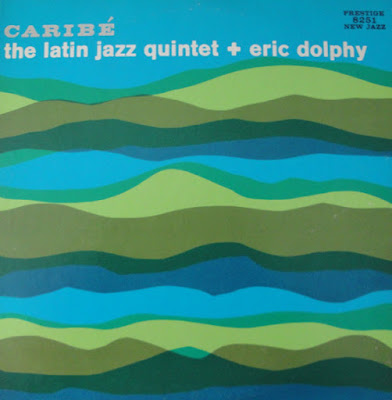 CARIBÉ
the latin jazz quintet + eric dolphy
PRESTIGE
8251
NEW JAZZ